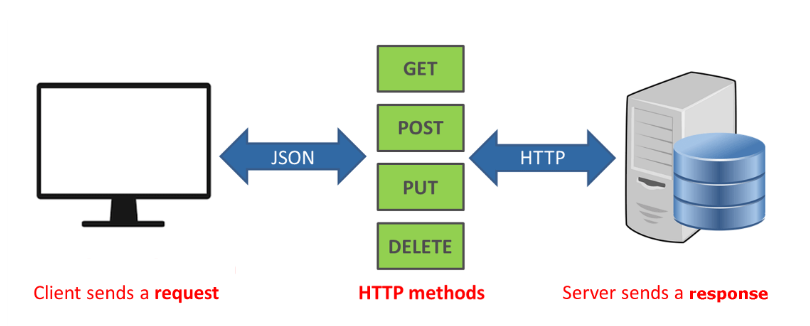 GET
POST
JSON
HTTP
PUT
DELETE
Client sends a request
HTTP methods
Server sends a response